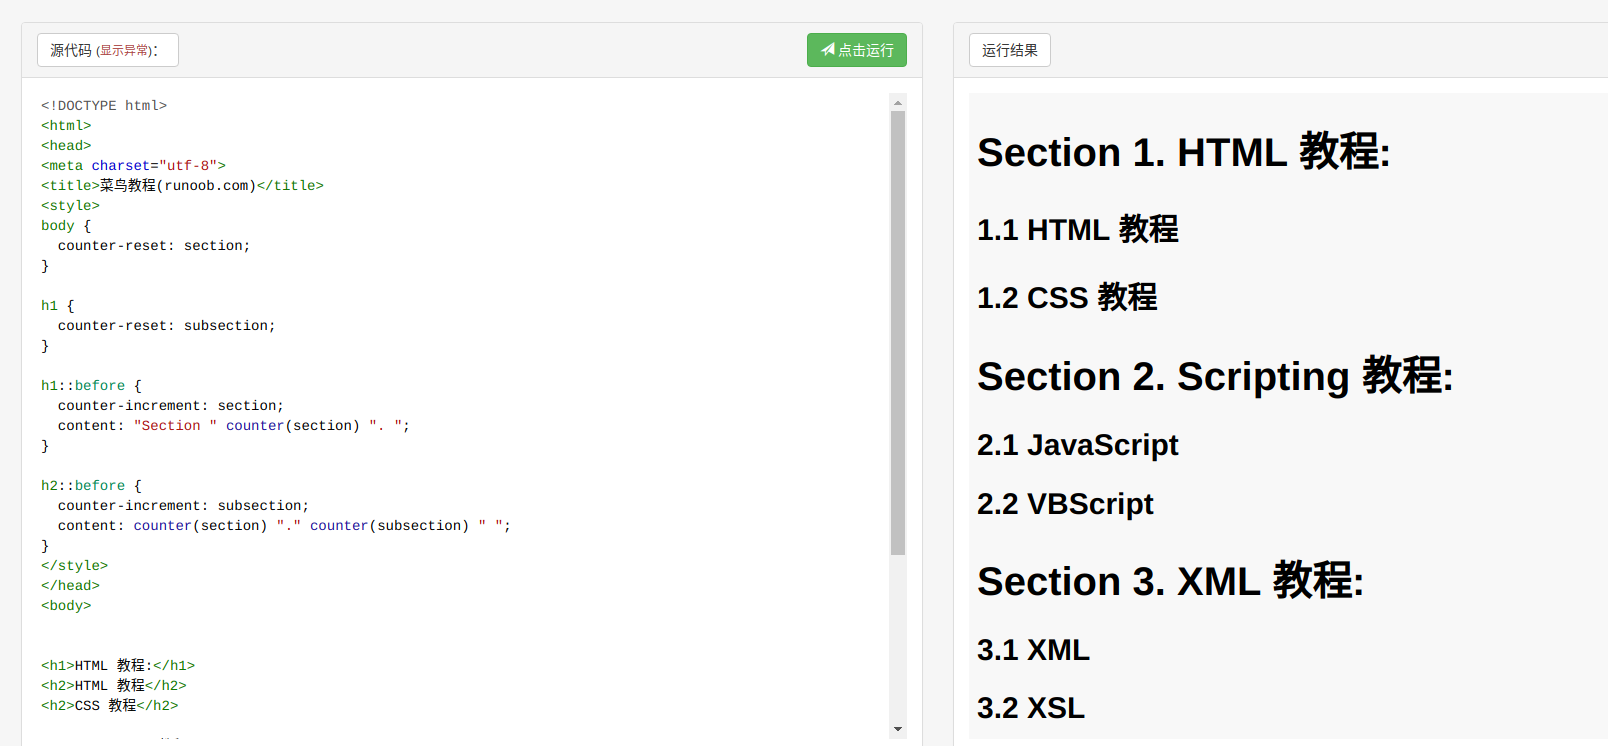 源代码 (显示异常):
点击运行
<!DOCTYPE html>
<html>
<head>
<meta charset="utf-8">
<title>菜鸟教程(runoob.com)</title>
<style>
body {
  counter-reset: section;
}
h1 {
  counter-reset: subsection;
}
h1::before {
  counter-increment: section;
  content: "Section " counter(section) ". ";
}
h2::before {
  counter-increment: subsection;
  content: counter(section) "." counter(subsection) " ";
}
</style>
</head>
<body>
<h1>HTML 教程:</h1>
<h2>HTML 教程</h2>
<h2>CSS 教程</h2>
运行结果
Section 1. HTML 教程:
1.1 HTML 教程
1.2 CSS 教程
Section 2. Scripting 教程:
2.1 JavaScript
2.2 VBScript
Section 3. XML 教程:
3.1 XML
3.2 XSL